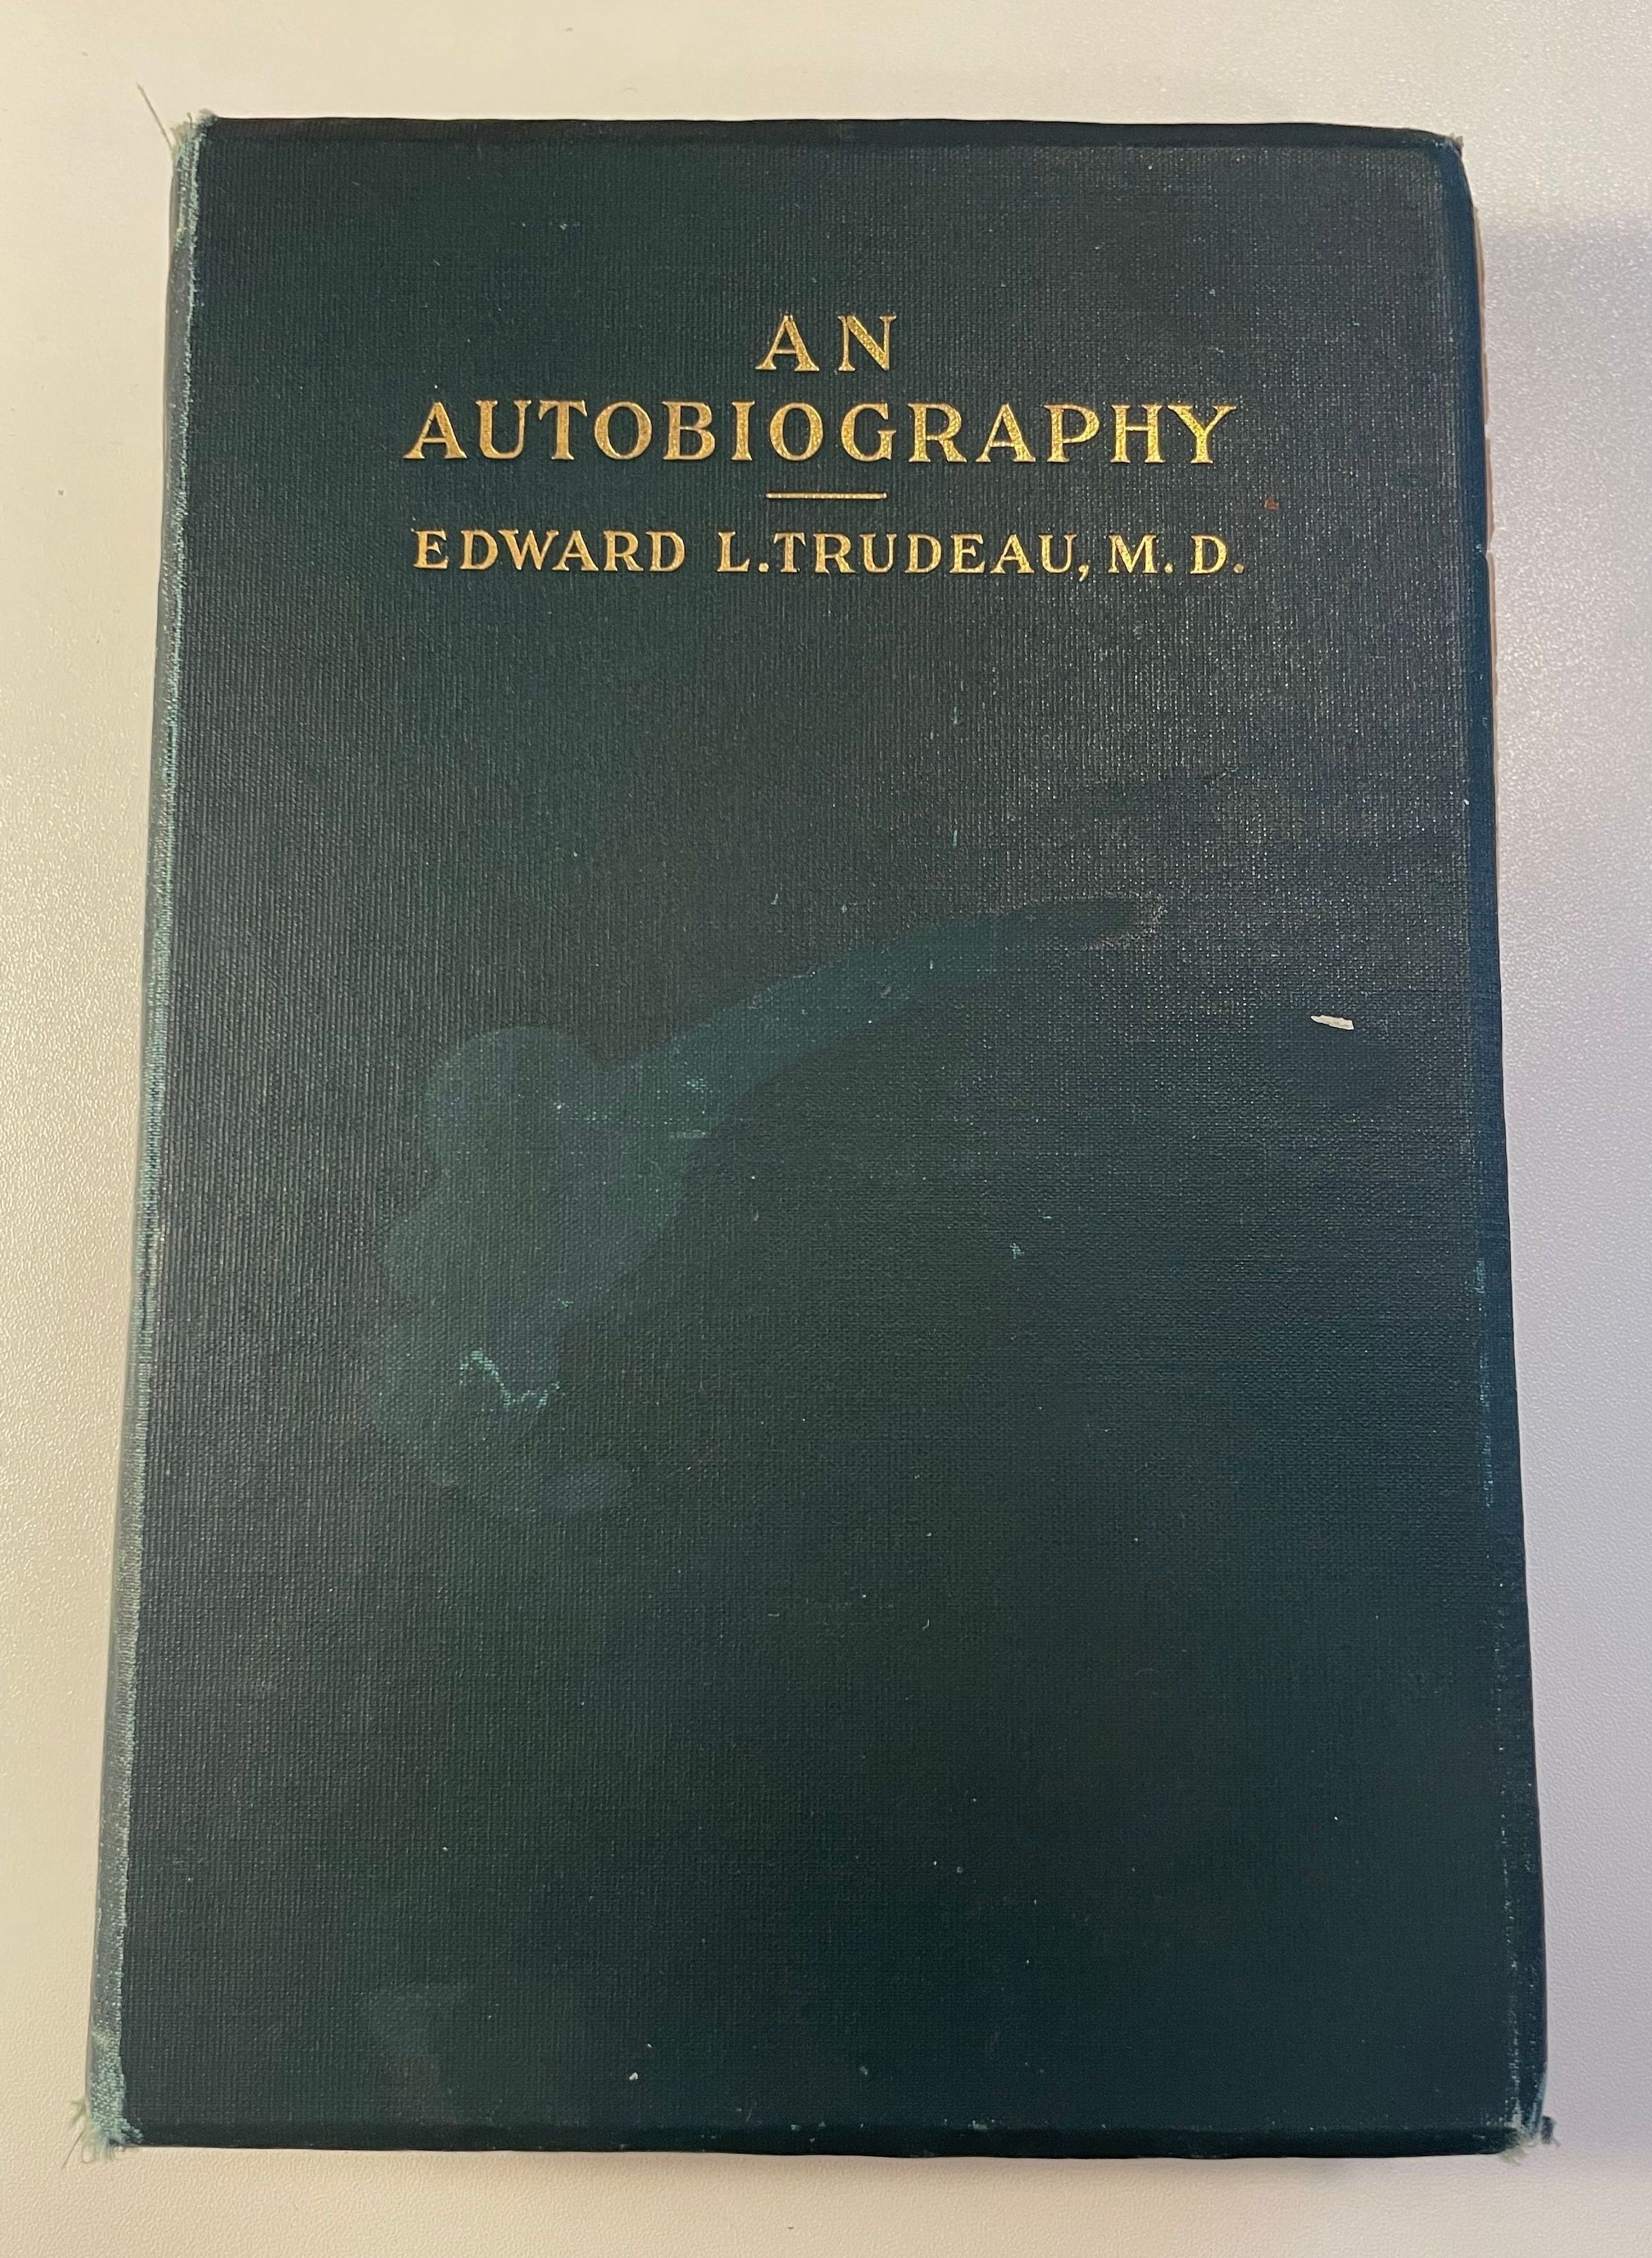 AN
AUTOBIOGRAPHY
EDWARD L. TRUDEAU, M. D.